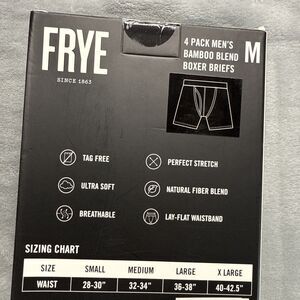 FRYE
SINCE 1863
4 PACK MEN'S
BAMBOO BLEND
BOXER BRIEFS
M
TAG FREE
PERFECT STRETCH
ULTRA SOFT
NATURAL FIBER BLEND
BREATHABLE
LAY-FLAT WAISTBAND
SIZING CHART
SIZE SMALL MEDIUM LARGE X LARGE
WAIST 28-30" 32-34" 36-38" 40-42.5"